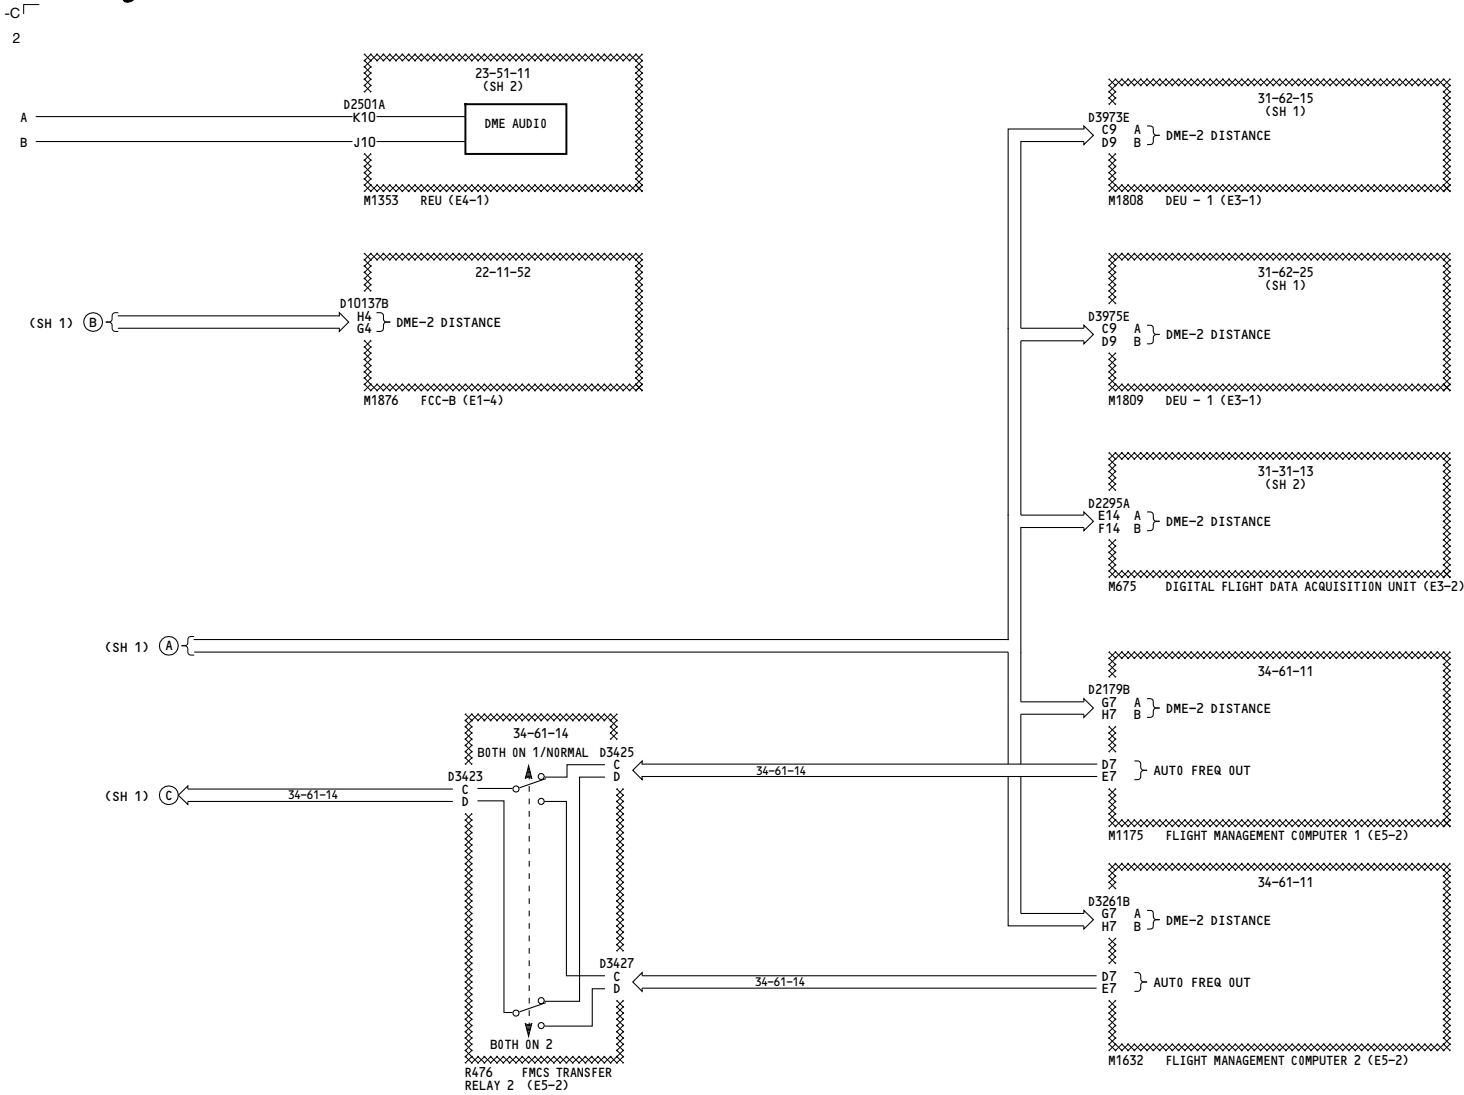 -C
2
23-51-11
(SH 2)
D2501A
A
K10
DME AUDIO
B
J10
M1353 REU (E4-1)
22-11-52
D10137B
(SH 1) B
H4
G4
DME-2 DISTANCE
M1876 FCC-B (E1-4)
31-62-15
(SH 1)
D3973E
C9 A
D9 B
DME-2 DISTANCE
M1808 DEU - 1 (E3-1)
31-62-25
(SH 1)
D3975E
C9 A
D9 B
DME-2 DISTANCE
M1809 DEU - 1 (E3-1)
31-31-13
(SH 2)
D2295A
E14 A
F14 B
DME-2 DISTANCE
M675 DIGITAL FLIGHT DATA ACQUISITION UNIT (E3-2)
(SH 1) A
34-61-11
D2179B
G7 A
H7 B
DME-2 DISTANCE
D7
E7
AUTO FREQ OUT
34-61-14
M1175 FLIGHT MANAGEMENT COMPUTER 1 (E5-2)
34-61-14
BOTH ON 1/NORMAL
D3425
C
D
D3423
C
D
(SH 1) C
34-61-14
34-61-11
D3261B
G7 A
H7 B
DME-2 DISTANCE
D3427
C
D
34-61-14
D7
E7
AUTO FREQ OUT
BOTH ON 2
M1632 FLIGHT MANAGEMENT COMPUTER 2 (E5-2)
R476 FMCS TRANSFER
RELAY 2 (E5-2)